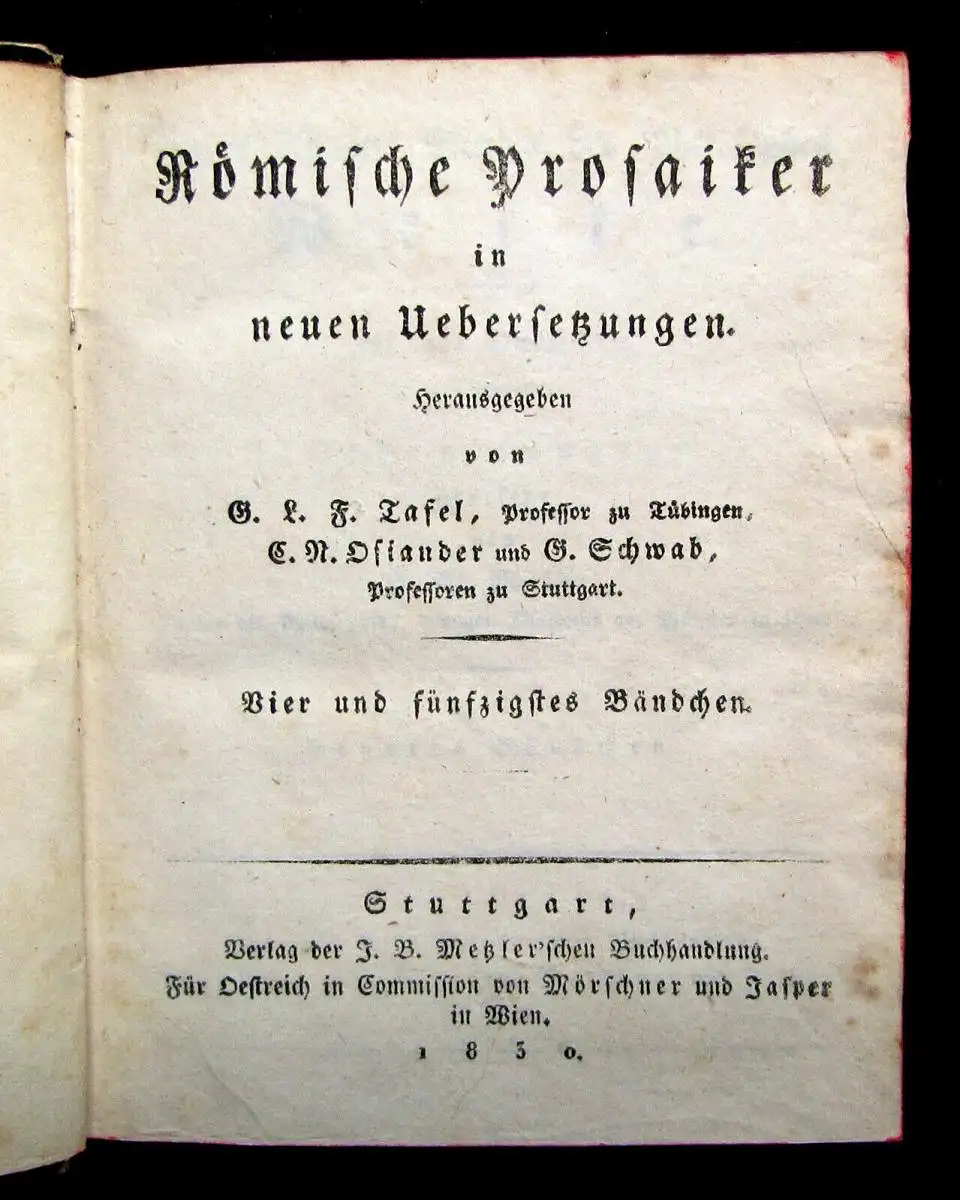 Römische Prosaiker
in
neuen Uebersetzungen.
Herausgegeben
von
G. L. F. Tafel, Professor zu Tübingen,
C. N. Osiander und G. Schwab,
Professoren zu Stuttgart.
Vier und fünfzigstes Bändchen.
Stuttgart,
Verlag der J. B. Metzler'schen Buchhandlung.
Für Oestreich in Commission von Mörschner und Jasper
in Wien.
1830.